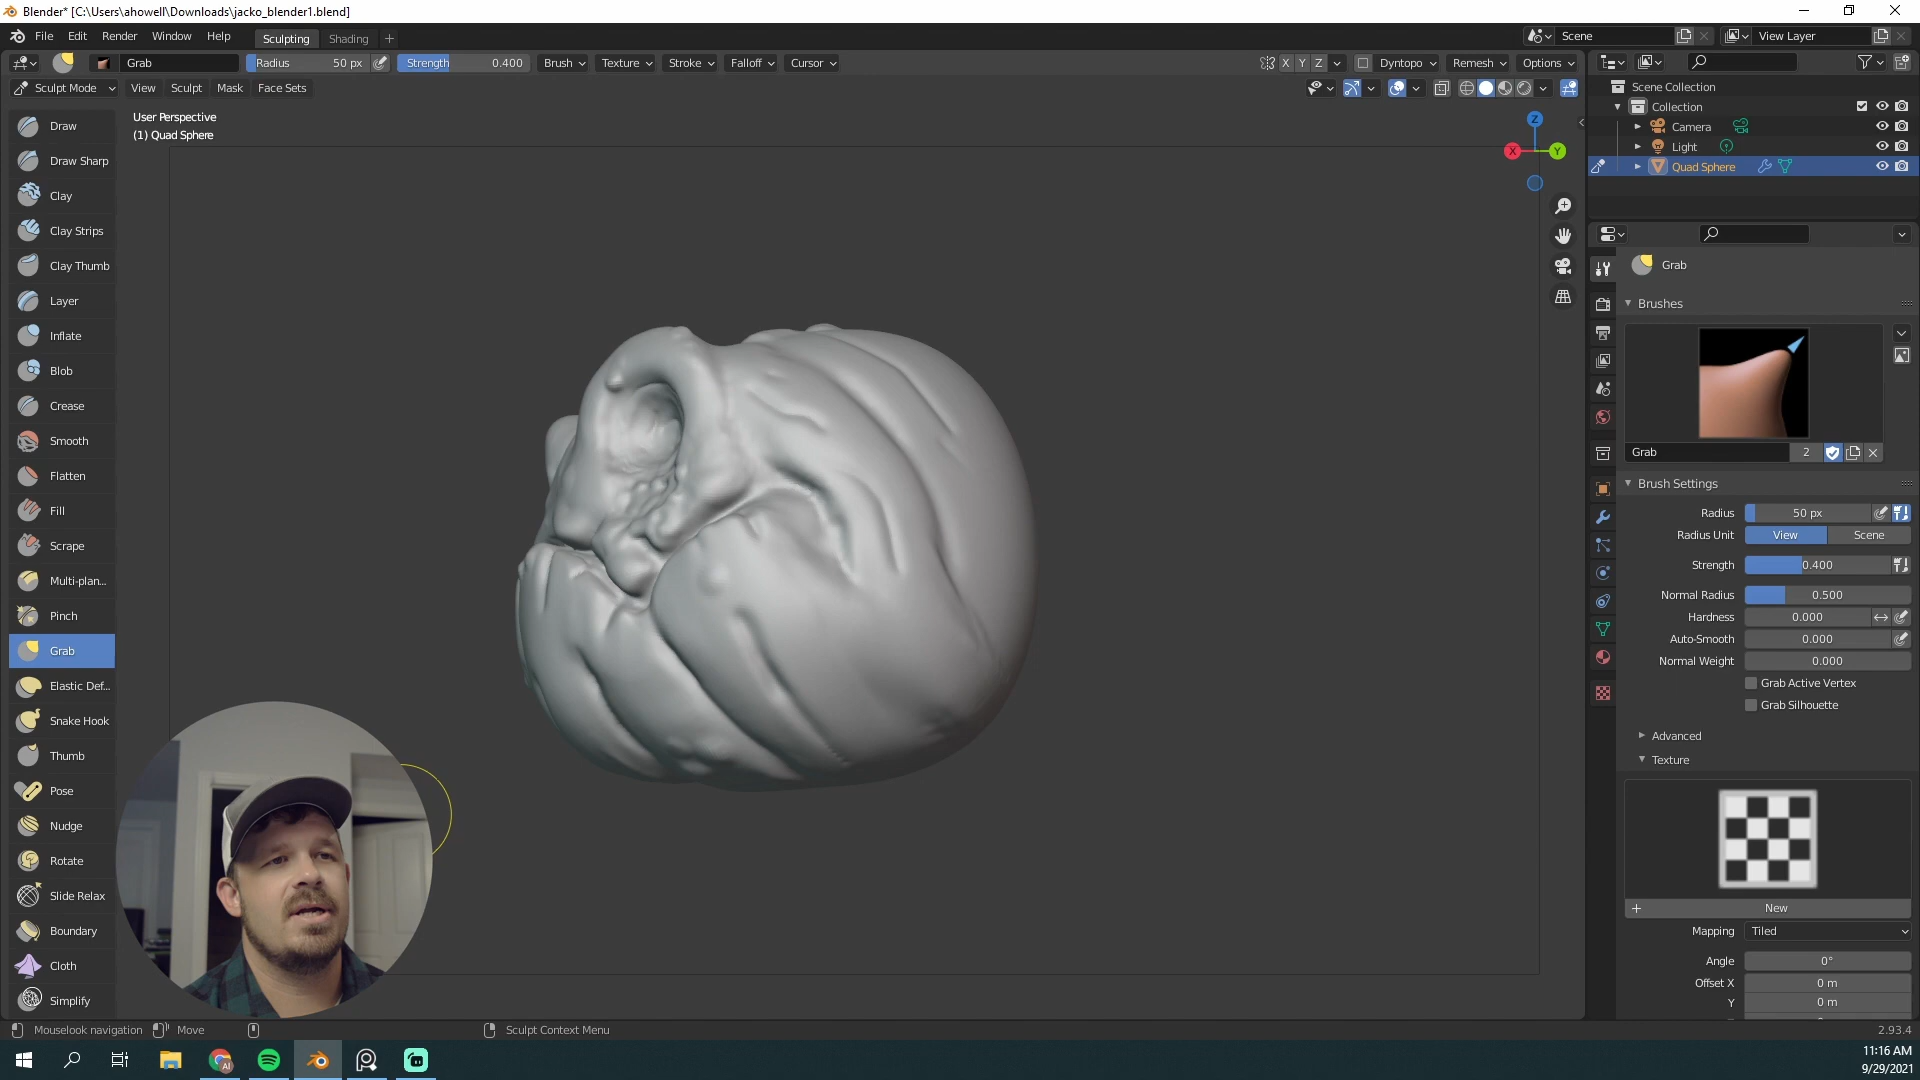 Blender* [C:\Users\ahowell\Downloads\jacko_blender1.blend]
File Edit Render Window Help Sculpting Shading + Scene View Layer
Grab Radius 50 px Strength 0.400 Brush Texture Stroke Falloff Cursor X Y Z Dyntopo Remesh Options
Sculpt Mode View Sculpt Mask Face Sets
User Perspective
(1) Quad Sphere
Z
X
Y
Draw
Draw Sharp
Clay
Clay Strips
Clay Thumb
Layer
Inflate
Blob
Crease
Smooth
Flatten
Fill
Scrape
Multi-plan...
Pinch
Grab
Elastic Def...
Snake Hook
Thumb
Pose
Nudge
Rotate
Slide Relax
Boundary
Cloth
Simplify
Scene Collection
Collection
Camera
Light
Quad Sphere
Grab
Brushes
Grab 2
Brush Settings
Radius 50 px
Radius Unit View Scene
Strength 0.400
Normal Radius 0.500
Hardness 0.000
Auto-Smooth 0.000
Normal Weight 0.000
Grab Active Vertex
Grab Silhouette
Advanced
Texture
+ New
Mapping Tiled
Angle 0°
Offset X 0 m
Y 0 m
Mouselook navigation Move Sculpt Context Menu 2.93.4
AI
11:16 AM
9/29/2021